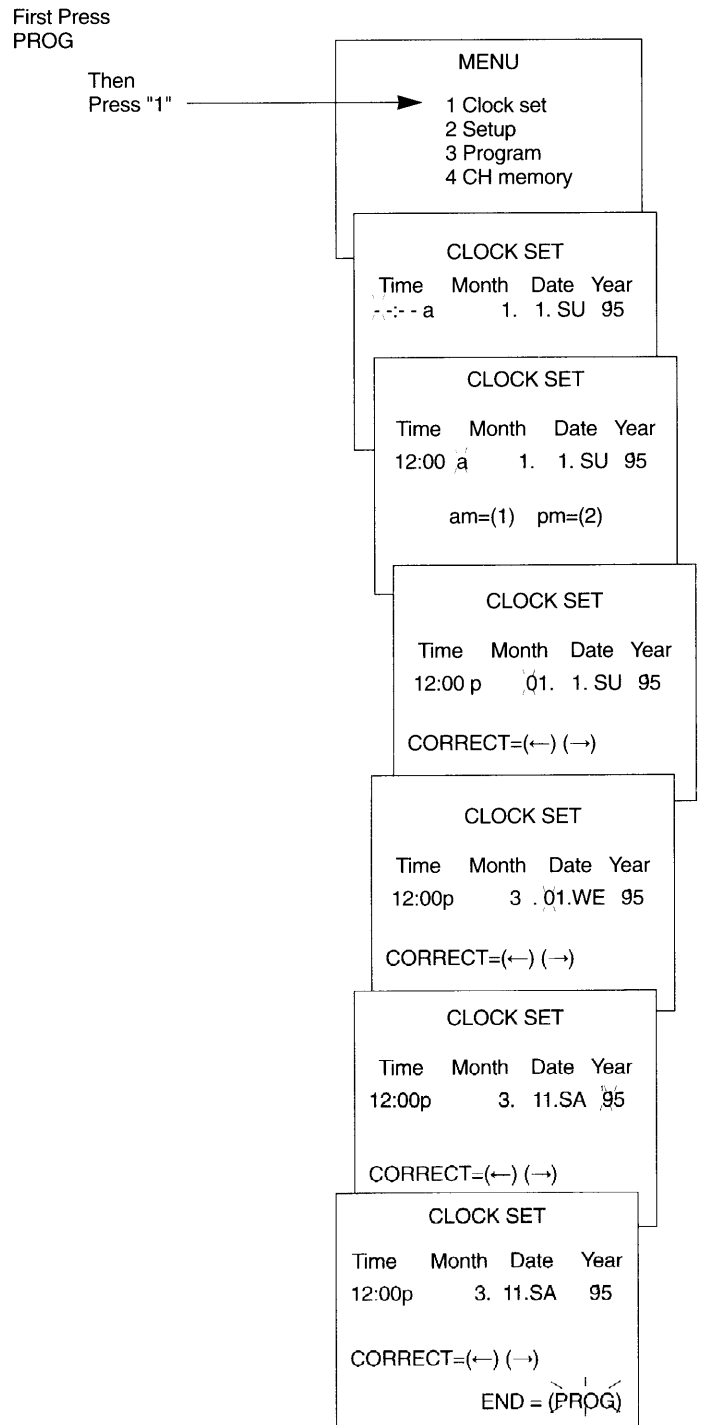 First Press
PROG
Then
Press "1"
MENU
1 Clock set
2 Setup
3 Program
4 CH memory
CLOCK SET
Time Month Date Year
- -:- - a 1. 1. SU 95
CLOCK SET
Time Month Date Year
12:00 a 1. 1. SU 95
am=(1) pm=(2)
CLOCK SET
Time Month Date Year
12:00 p 01. 1. SU 95
CORRECT=(←) (→)
CLOCK SET
Time Month Date Year
12:00p 3 . 01.WE 95
CORRECT=(←) (→)
CLOCK SET
Time Month Date Year
12:00p 3. 11.SA 95
CORRECT=(←) (→)
CLOCK SET
Time Month Date Year
12:00p 3. 11.SA 95
CORRECT=(←) (→)
END = (PROG)